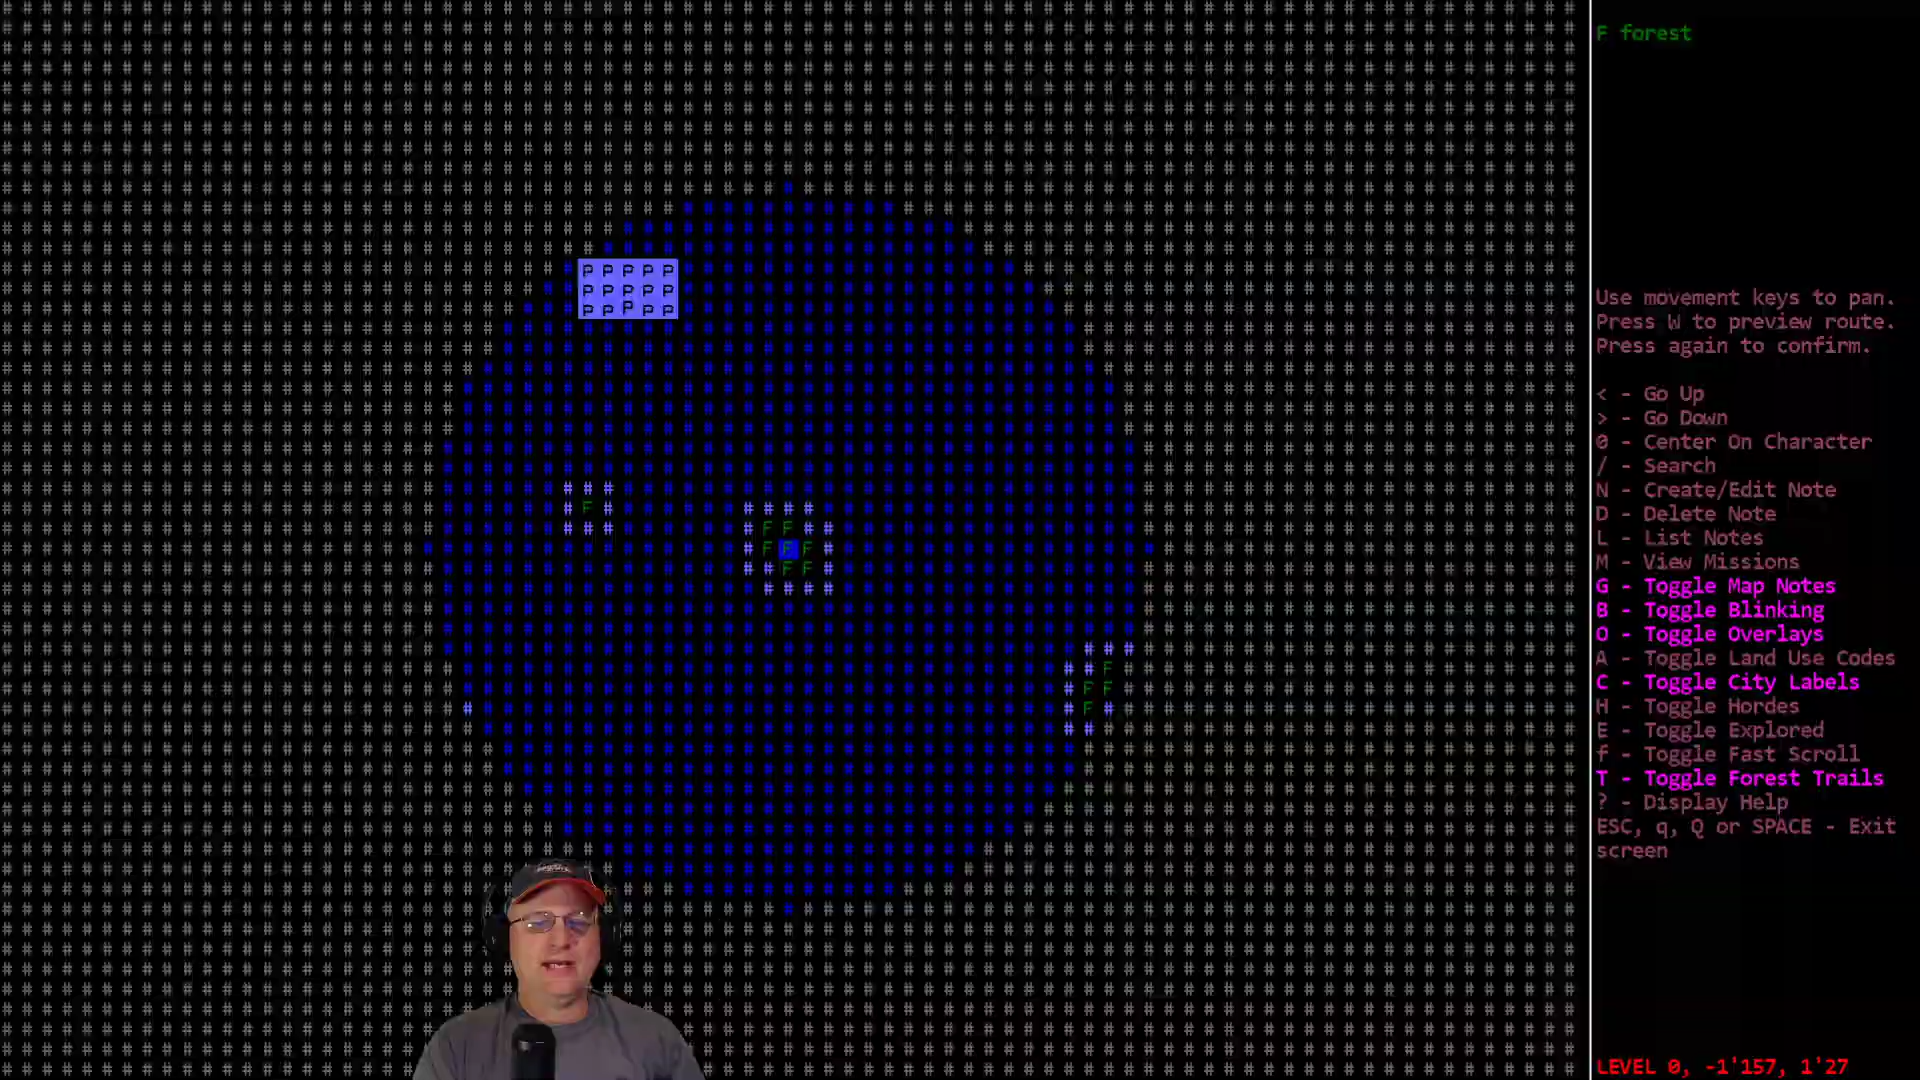 F forest
P P P P P
P P P P P
P P P P P
F
F F
F F F
F F
F
F F
F
Use movement keys to pan.
Press W to preview route.
Press again to confirm.
< - Go Up
> - Go Down
0 - Center On Character
/ - Search
N - Create/Edit Note
D - Delete Note
L - List Notes
M - View Missions
G - Toggle Map Notes
B - Toggle Blinking
O - Toggle Overlays
A - Toggle Land Use Codes
C - Toggle City Labels
H - Toggle Hordes
E - Toggle Explored
f - Toggle Fast Scroll
T - Toggle Forest Trails
? - Display Help
ESC, q, Q or SPACE - Exit
screen
LEVEL 0, -1'157, 1'27